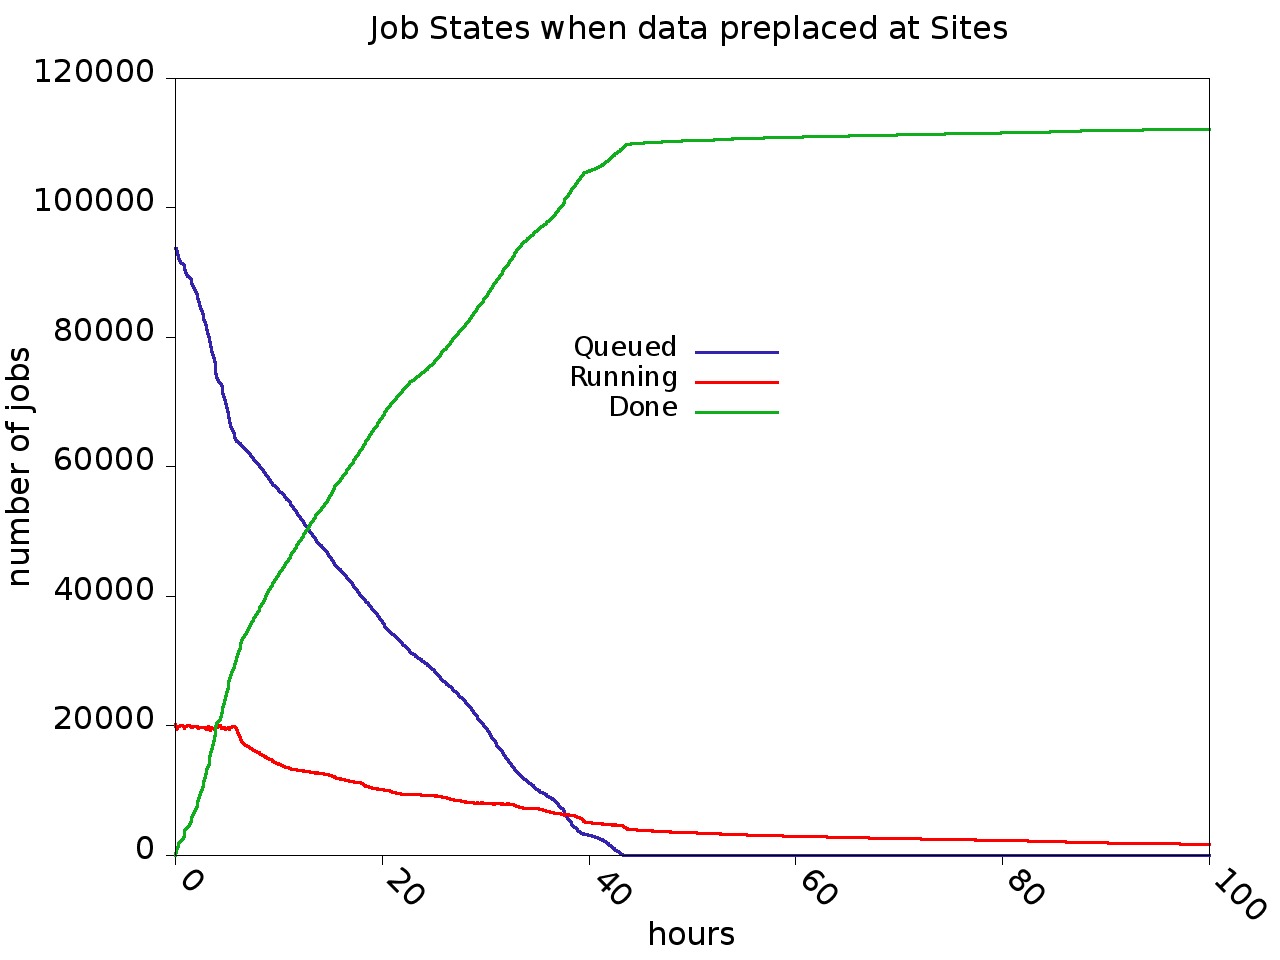 Job States when data preplaced at Sites
120000
100000
80000
60000
40000
20000
0
number of jobs
Queued
Running
Done
0
20
40
60
80
100
hours